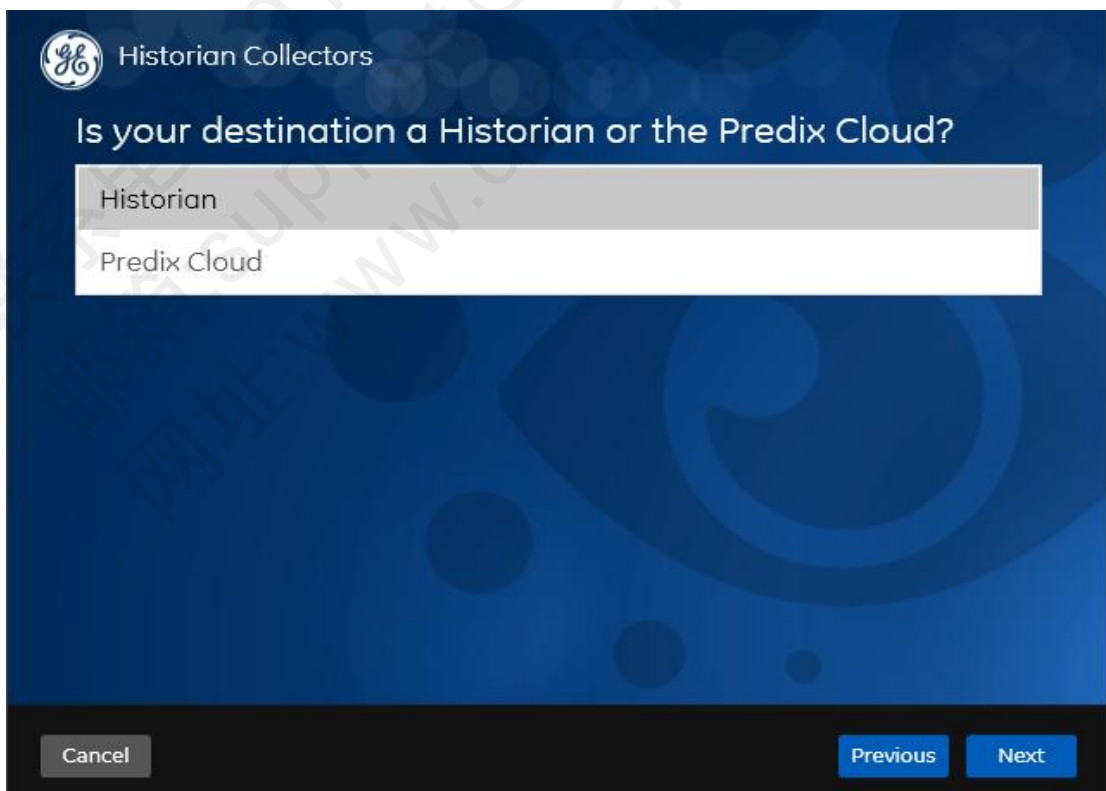 Historian Collectors
Is your destination a Historian or the Predix Cloud?
Historian
Predix Cloud
Cancel
Previous
Next